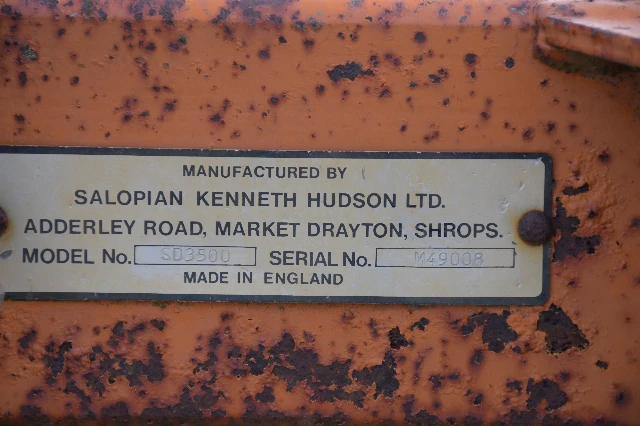 MANUFACTURED BY
SALOPIAN KENNETH HUDSON LTD.
ADDERLEY ROAD, MARKET DRAYTON, SHROPS.
MODEL No. SD3500 SERIAL No. M49008
MADE IN ENGLAND